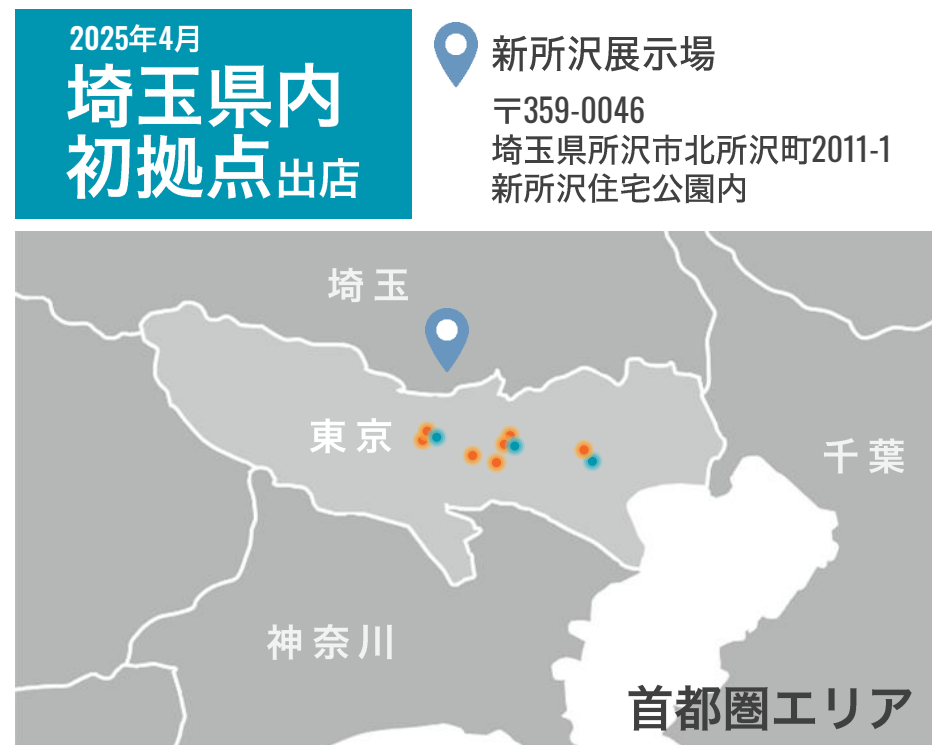 2025年4月
埼玉県内
初拠点出店
新所沢展示場
〒359-0046
埼玉県所沢市北所沢町2011-1
新所沢住宅公園内
埼玉
東京
千葉
神奈川
首都圏エリア